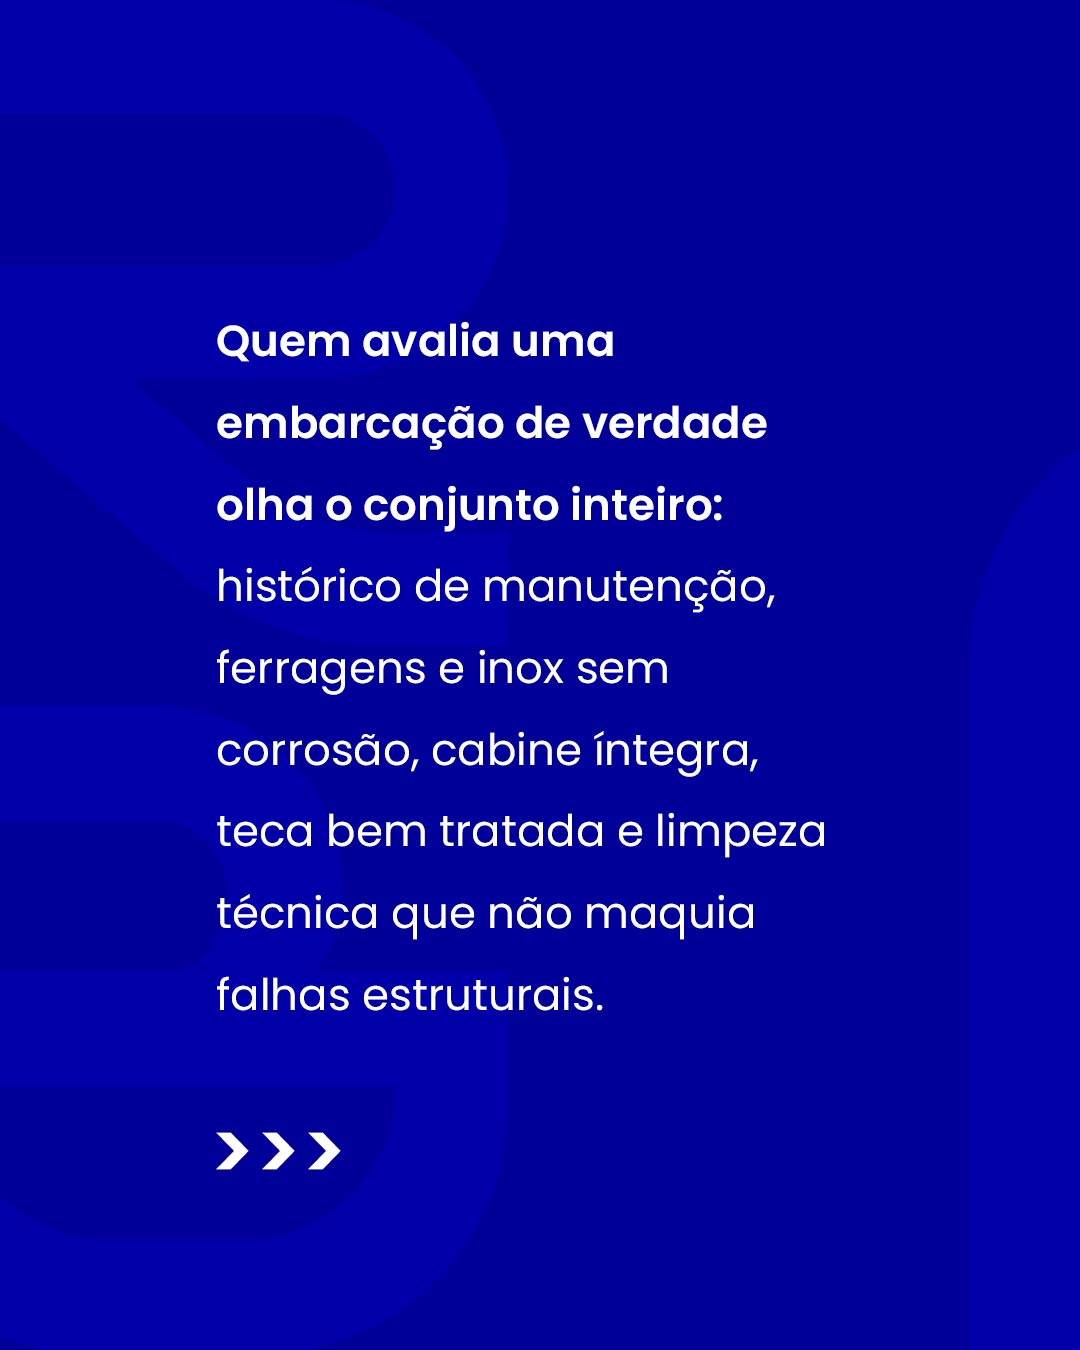 Quem avalia uma
embarcação de verdade
olha o conjunto inteiro:
histórico de manutenção,
ferragens e inox sem
corrosão, cabine íntegra,
teca bem tratada e limpeza
técnica que não maquia
falhas estruturais.